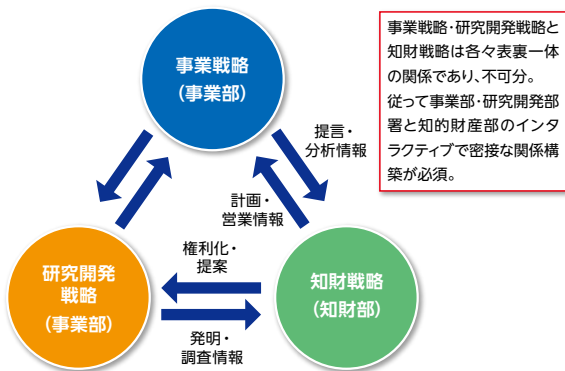 事業戦略
（事業部）
事業戦略・研究開発戦略と
知財戦略は各々表裏一体
の関係であり、不可分。
従って事業部・研究開発部
署と知的財産部のインタ
ラクティブで密接な関係構
築が必須。
提言・
分析情報
計画・
営業情報
権利化・
提案
研究開発
戦略
（事業部）
知財戦略
（知財部）
発明・
調査情報